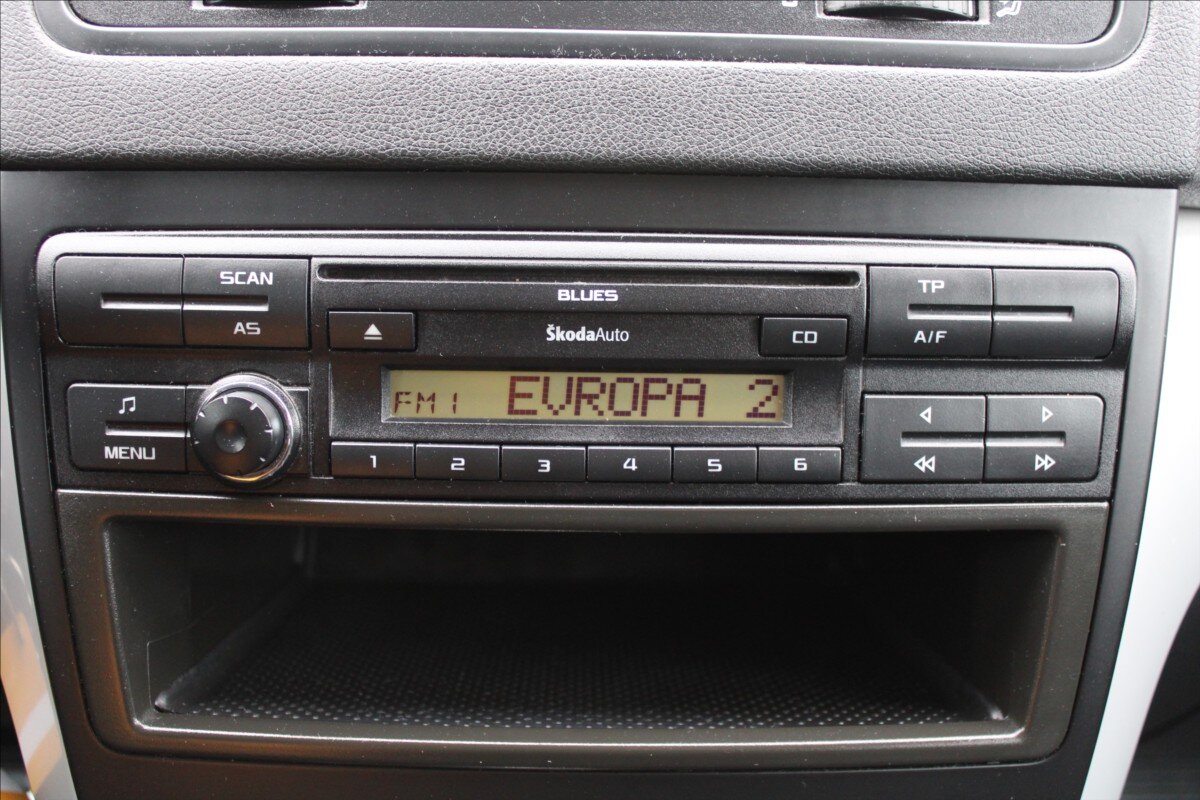 SCAN
AS
BLUES
ŠkodaAuto
CD
TP
A/F
MENU
FM1 EVROPA 2
1 2 3 4 5 6